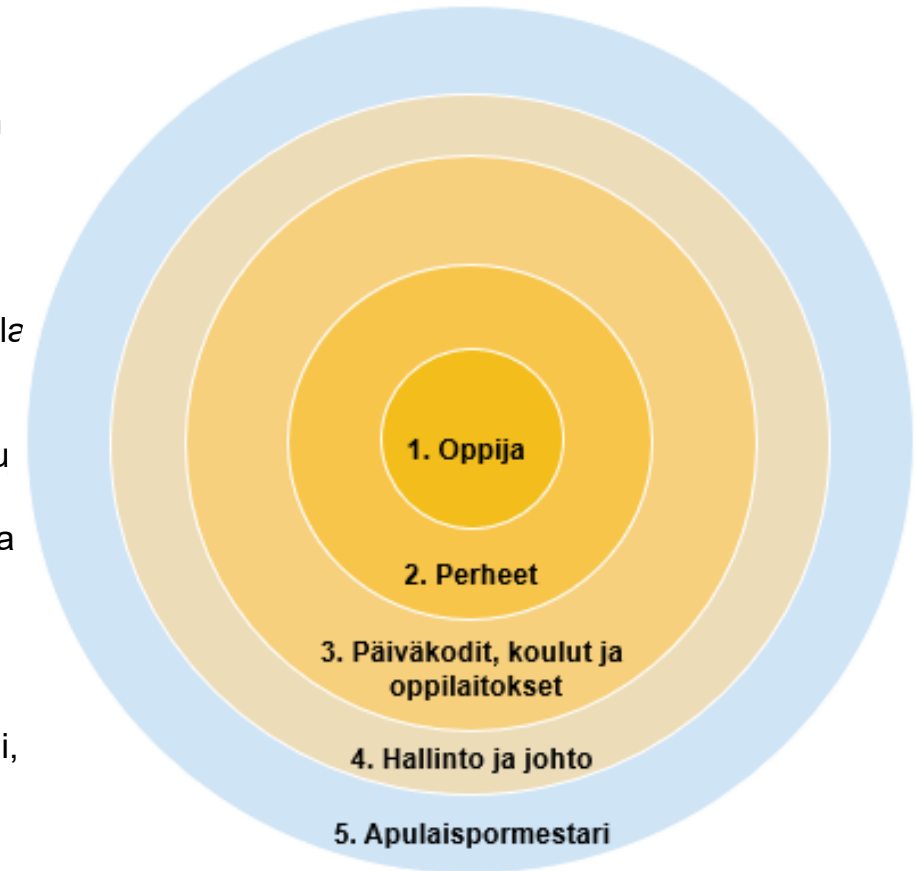 1. Oppija
2. Perheet
3. Päiväkodit, koulut ja
oppilaitokset
4. Hallinto ja johto
5. Apulaispormestari